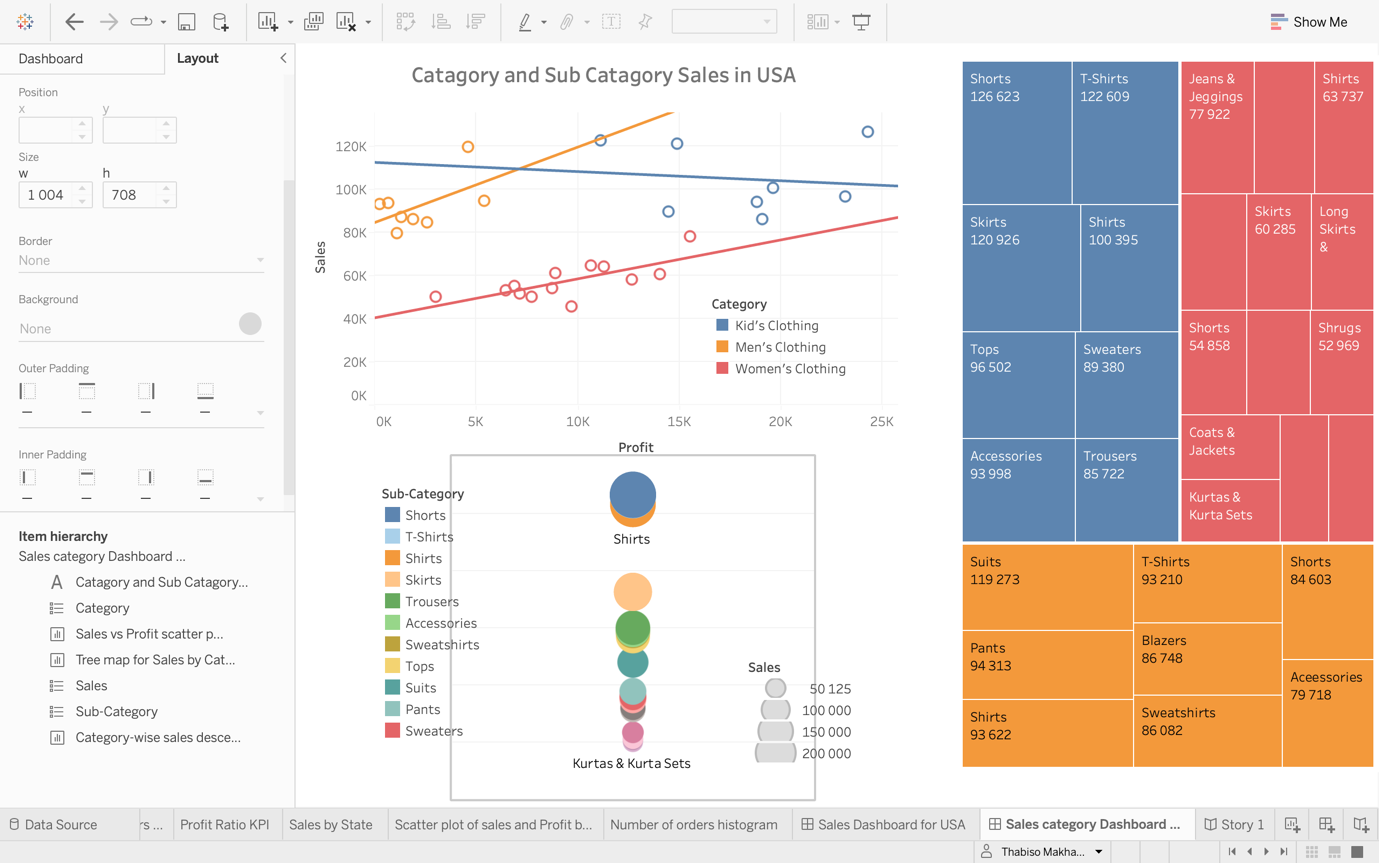 Show Me
Dashboard
Layout
Position
x
y
Size
w
h
1 004
708
Border
None
Background
None
Outer Padding
Inner Padding
Item hierarchy
Sales category Dashboard ...
A
Catagory and Sub Catagory...
Category
Sales vs Profit scatter p...
Tree map for Sales by Cat...
Sales
Sub-Category
Category-wise sales desce...
Catagory and Sub Catagory Sales in USA
Sales
120K
100K
80K
60K
40K
20K
0K
0K
5K
10K
15K
20K
25K
Profit
Category
Kid's Clothing
Men's Clothing
Women's Clothing
Sub-Category
Shorts
T-Shirts
Shirts
Skirts
Trousers
Accessories
Sweatshirts
Tops
Suits
Pants
Sweaters
Shirts
Kurtas & Kurta Sets
Sales
50 125
100 000
150 000
200 000
Shorts
126 623
T-Shirts
122 609
Skirts
120 926
Shirts
100 395
Tops
96 502
Sweaters
89 380
Accessories
93 998
Trousers
85 722
Jeans &
Jeggings
77 922
Shirts
63 737
Skirts
60 285
Long
Skirts
&
Shorts
54 858
Shrugs
52 969
Coats &
Jackets
Kurtas &
Kurta Sets
Suits
119 273
T-Shirts
93 210
Shorts
84 603
Pants
94 313
Blazers
86 748
Aceessories
79 718
Shirts
93 622
Sweatshirts
86 082
Data Source
rs ...
Profit Ratio KPI
Sales by State
Scatter plot of sales and Profit b...
Number of orders histogram
Sales Dashboard for USA
Sales category Dashboard ...
Story 1
Thabiso Makha...